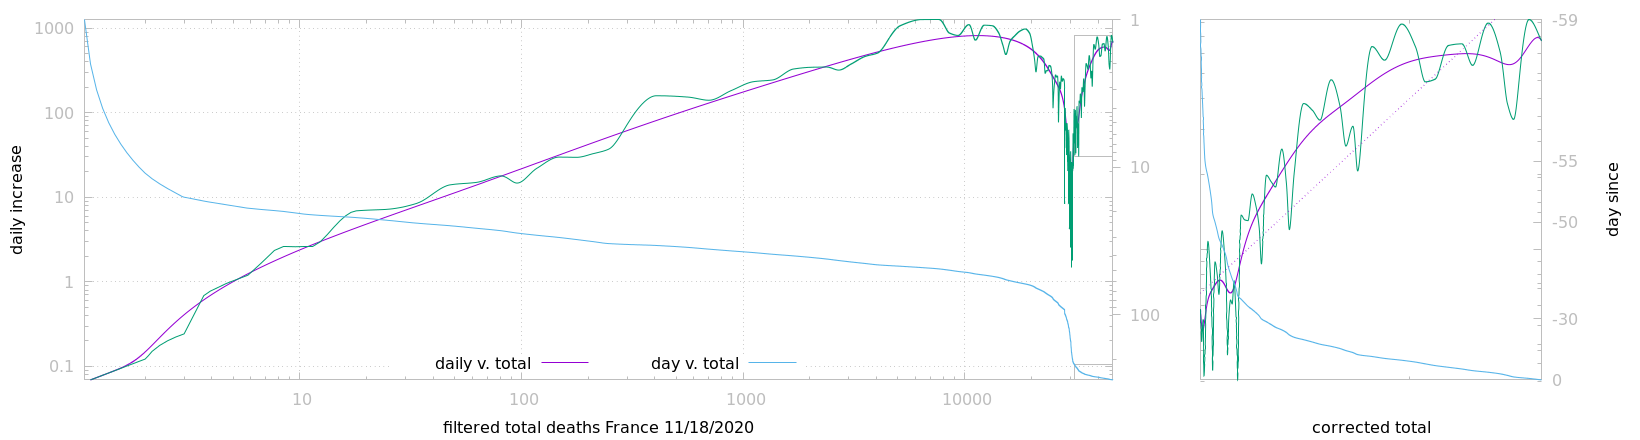 daily increase
1000
100
10
1
0.1
daily v. total
day v. total
10
100
1000
10000
filtered total deaths France 11/18/2020
1
10
100
corrected total
-59
-55
-50
-30
0
day since